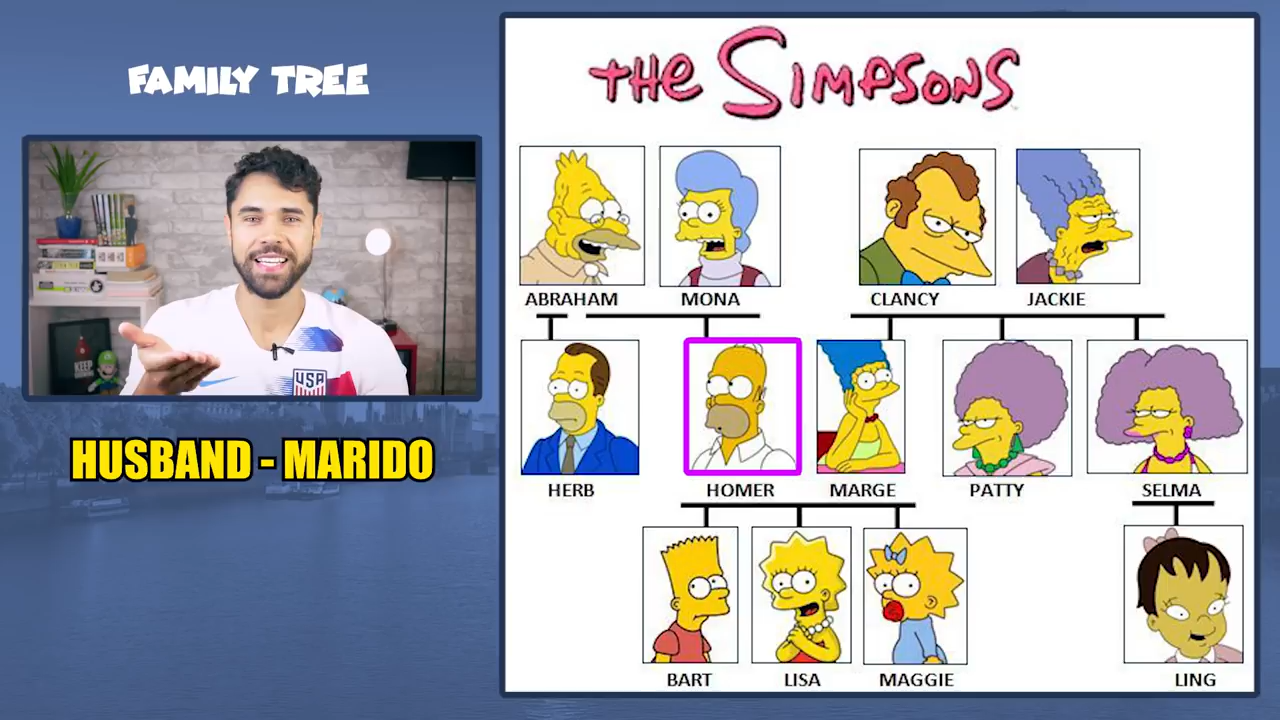 FAMILY TREE
HUSBAND - MARIDO
THE SIMPSONS
ABRAHAM MONA CLANCY JACKIE
HERB HOMER MARGE PATTY SELMA
BART LISA MAGGIE LING
USA
KEEP